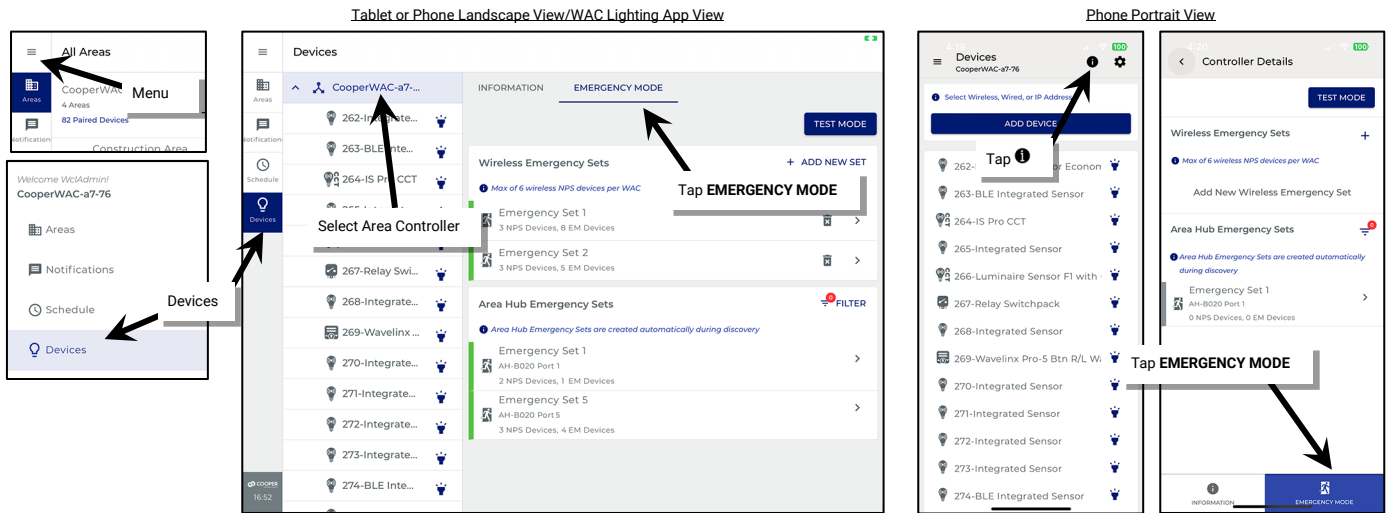 Tablet or Phone Landscape View/WAC Lighting App View
Phone Portrait View
All Areas
Areas
CooperWAC
4 Areas
82 Paired Devices
Notifications
Construction Area
Menu
Welcome WclAdmin!
CooperWAC-a7-76
Areas
Notifications
Schedule
Devices
Devices
Devices
Areas
Notifications
Schedule
Devices
COOPER
16:52
CooperWAC-a7-...
262-Integrate...
263-BLE Inte...
264-IS Pro CCT
Select Area Controller
267-Relay Swi...
268-Integrate...
269-Wavelinx ...
270-Integrate...
271-Integrate...
272-Integrate...
273-Integrate...
274-BLE Inte...
INFORMATION
EMERGENCY MODE
TEST MODE
Wireless Emergency Sets
+ ADD NEW SET
Max of 6 wireless NPS devices per WAC
Tap EMERGENCY MODE
Emergency Set 1
3 NPS Devices, 8 EM Devices
Emergency Set 2
3 NPS Devices, 5 EM Devices
Area Hub Emergency Sets
0
FILTER
Area Hub Emergency Sets are created automatically during discovery
Emergency Set 1
AH-B020 Port 1
2 NPS Devices, 1 EM Devices
Emergency Set 5
AH-B020 Port 5
3 NPS Devices, 4 EM Devices
4:19
100
Devices
CooperWAC-a7-76
Select Wireless, Wired, or IP Address
ADD DEVICE
Tap
262-I
or Econom
263-BLE Integrated Sensor
264-IS Pro CCT
265-Integrated Sensor
266-Luminaire Sensor F1 with
267-Relay Switchpack
268-Integrated Sensor
269-Wavelinx Pro-5 Btn R/L Wa
270-Integrated Sensor
271-Integrated Sensor
272-Integrated Sensor
273-Integrated Sensor
274-BLE Integrated Sensor
4:20
100
Controller Details
TEST MODE
Wireless Emergency Sets
+
Max of 6 wireless NPS devices per WAC
Add New Wireless Emergency Set
Area Hub Emergency Sets
0
Area Hub Emergency Sets are created automatically
during discovery
Emergency Set 1
AH-B020 Port 1
0 NPS Devices, 0 EM Devices
Tap EMERGENCY MODE
INFORMATION
EMERGENCY MODE